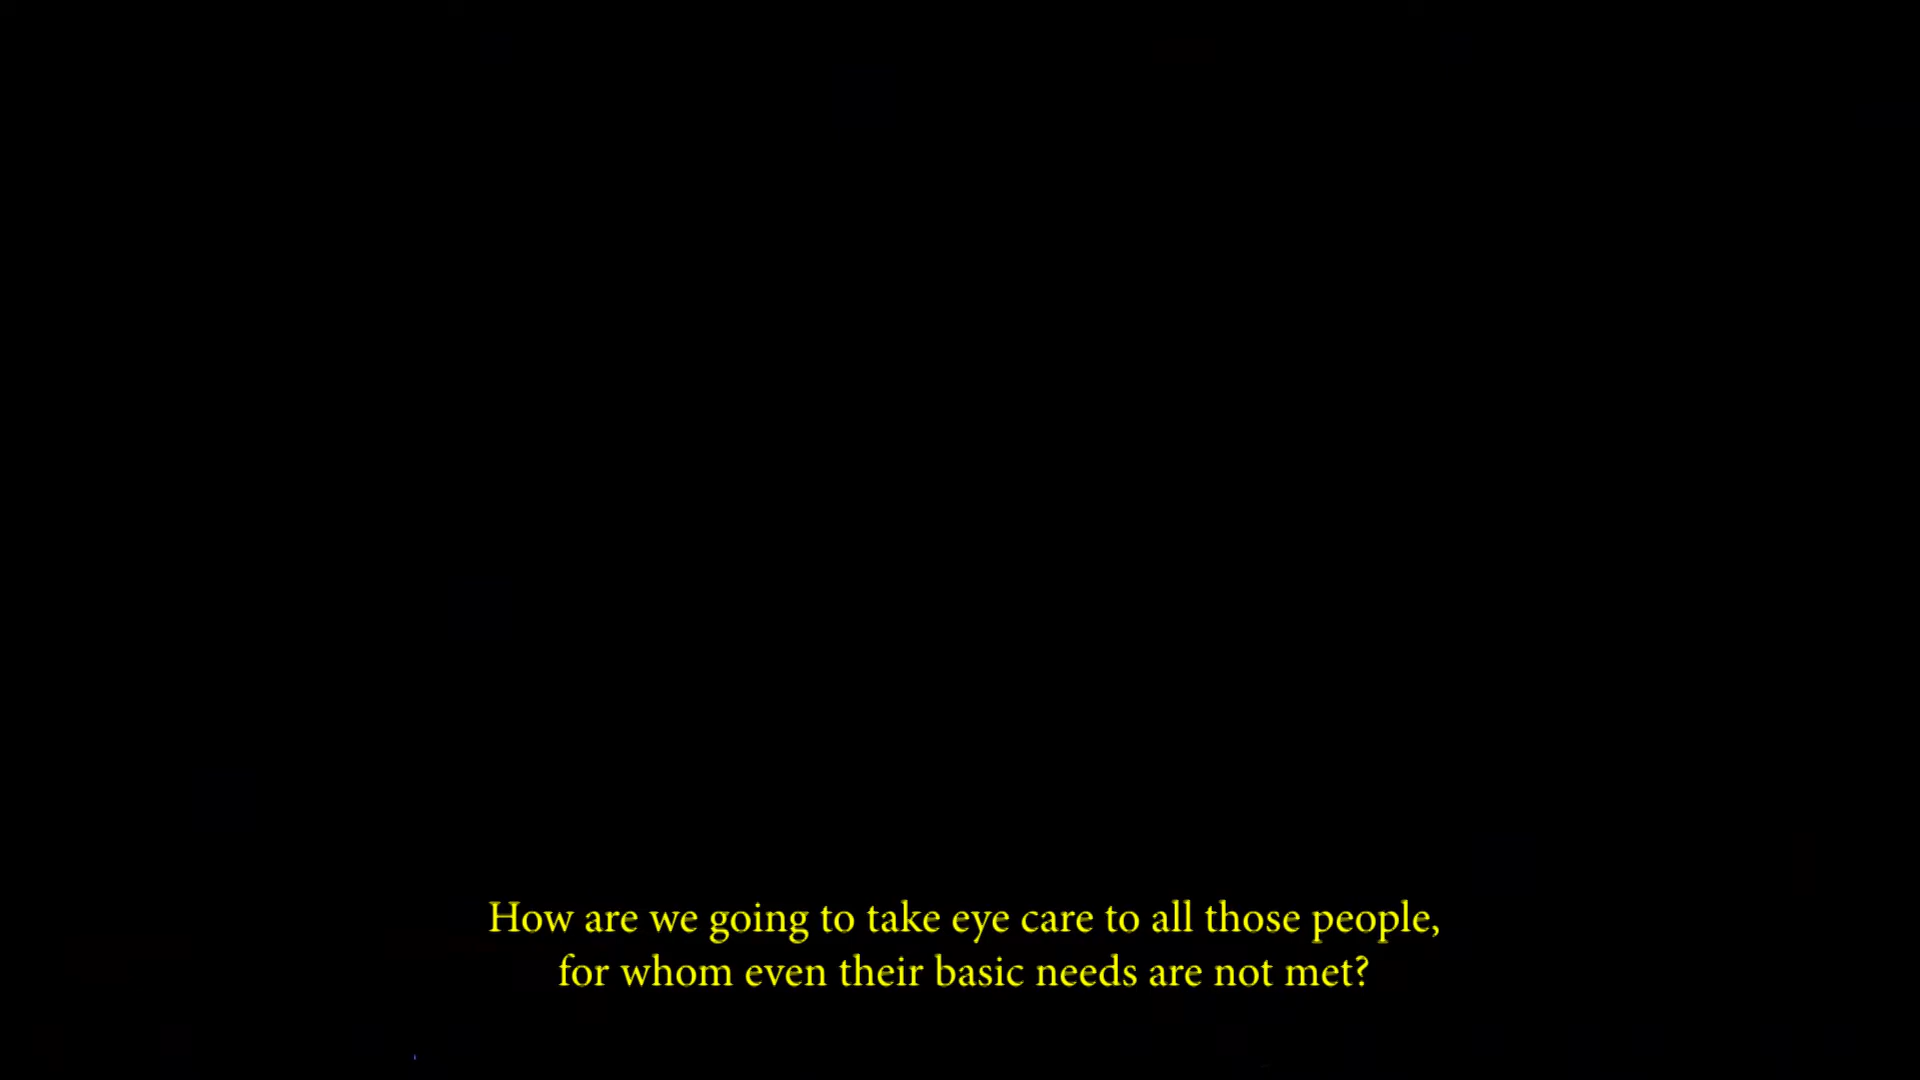 How are we going to take eye care to all those people,
for whom even their basic needs are not met?